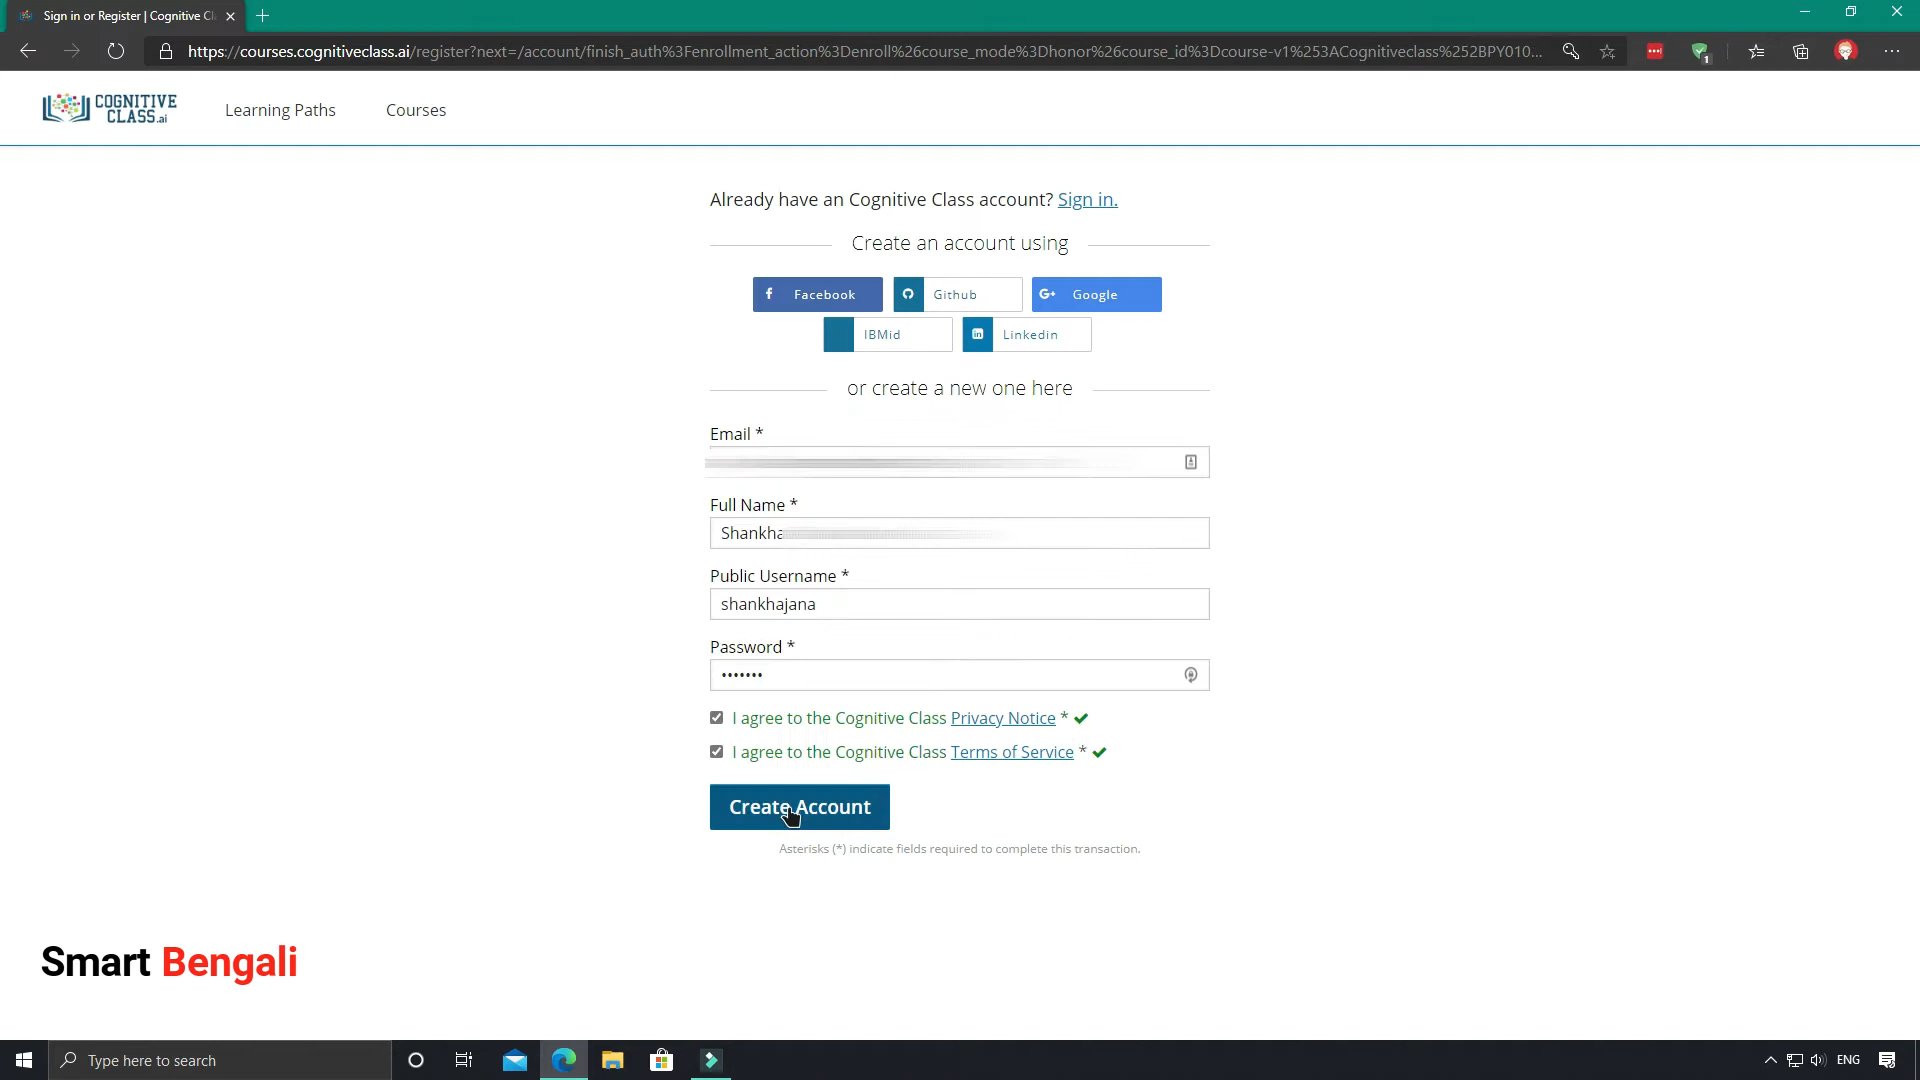 Sign in or Register | Cognitive Cl
https://courses.cognitiveclass.ai/register?next=/account/finish_auth%3Fenrollment_action%3Denroll%26course_mode%3Dhonor%26course_id%3Dcourse-v1%253ACognitiveclass%252BPY010...
1
COGNITIVE
CLASS.ai
Learning Paths
Courses
Already have an Cognitive Class account? Sign in.
Create an account using
Facebook
Github
Google
IBMid
Linkedin
or create a new one here
Email *
Full Name *
Shankha
Public Username *
shankhajana
Password *
•••••••
I agree to the Cognitive Class Privacy Notice *
I agree to the Cognitive Class Terms of Service *
Create Account
Asterisks (*) indicate fields required to complete this transaction.
Smart Bengali
Type here to search
ENG